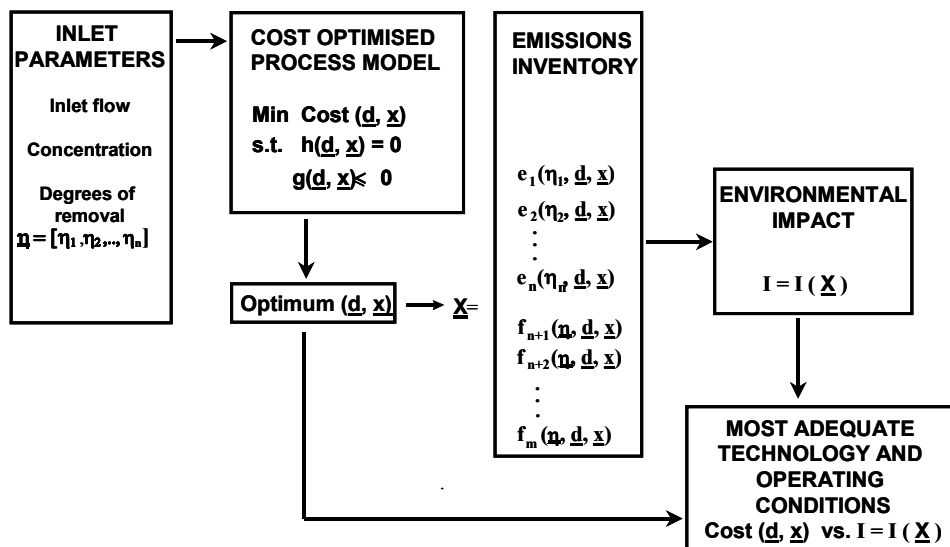 INLET
PARAMETERS
Inlet flow
Concentration
Degrees of
removal
η = [η₁,η₂,..,ηₙ]
COST OPTIMISED
PROCESS MODEL
Min Cost (d, x)
s.t. h(d, x) = 0
g(d, x)⩽ 0
Optimum (d, x)
X=
EMISSIONS
INVENTORY
e₁(η₁, d, x)
e₂(η₂, d, x)
⋮
eₙ(ηₙ, d, x)
fₙ₊₁(η, d, x)
fₙ₊₂(η, d, x)
⋮
fₘ(η, d, x)
ENVIRONMENTAL
IMPACT
I = I ( X )
MOST ADEQUATE
TECHNOLOGY AND
OPERATING
CONDITIONS
Cost (d, x) vs. I = I ( X )